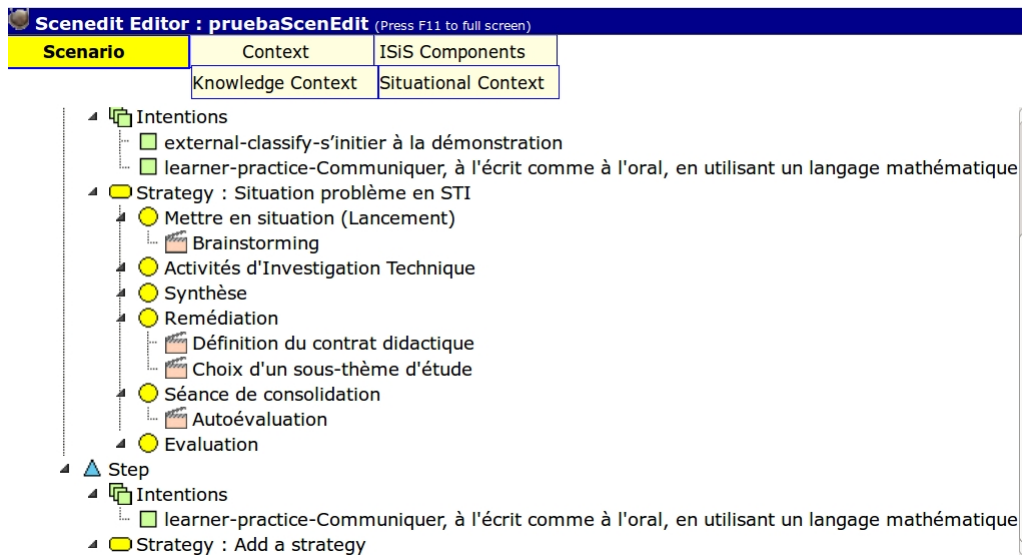 Scenedit Editor : pruebaScenEdit (Press F11 to full screen)
Scenario Context ISiS Components
Knowledge Context Situational Context
Intentions
external-classify-s’initier à la démonstration
learner-practice-Communiquer, à l'écrit comme à l'oral, en utilisant un langage mathématique
Strategy : Situation problème en STI
Mettre en situation (Lancement)
Brainstorming
Activités d'Investigation Technique
Synthèse
Remédiation
Définition du contrat didactique
Choix d'un sous-thème d'étude
Séance de consolidation
Autoévaluation
Evaluation
Step
Intentions
learner-practice-Communiquer, à l'écrit comme à l'oral, en utilisant un langage mathématique
Strategy : Add a strategy